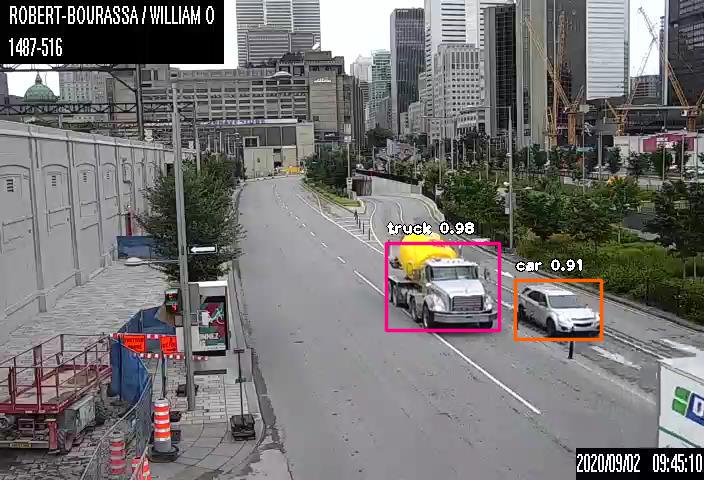 ROBERT-BOURASSA / WILLIAM O
1487-516
truck 0.98
car 0.91
2020/09/02 09:45:10